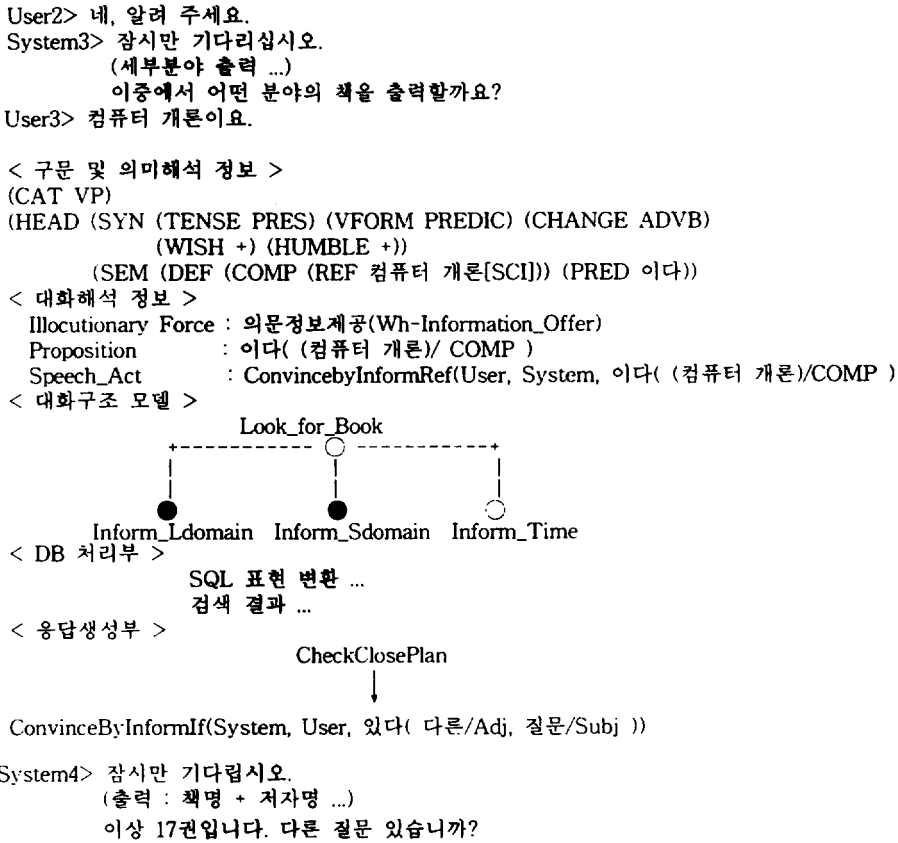 User2> 네, 알려 주세요.
System3> 잠시만 기다리십시오.
(세부분야 출력 ...)
이중에서 어떤 분야의 책을 출력할까요?
User3> 컴퓨터 개론이요.
< 구문 및 의미해석 정보 >
(CAT VP)
(HEAD (SYN (TENSE PRES) (VFORM PREDIC) (CHANGE ADVB)
(WISH +) (HUMBLE +))
(SEM (DEF (COMP (REF 컴퓨터 개론[SCI])) (PRED 이다))
< 대화해석 정보 >
Illocutionary Force : 의문정보제공(Wh-Information_Offer)
Proposition : 이다( (컴퓨터 개론)/ COMP )
Speech_Act : ConvincebyInformRef(User, System, 이다( (컴퓨터 개론)/COMP )
< 대화구조 모델 >
Look_for_Book
Inform_Ldomain Inform_Sdomain Inform_Time
< DB 처리부 >
SQL 표현 변환 ...
검색 결과 ...
< 응답생성부 >
CheckClosePlan
ConvinceByInformIf(System, User, 있다( 다른/Adj, 질문/Subj ))
System4> 잠시만 기다립시오.
(출력 : 책명 + 저자명 ...)
이상 17권입니다. 다른 질문 있습니까?